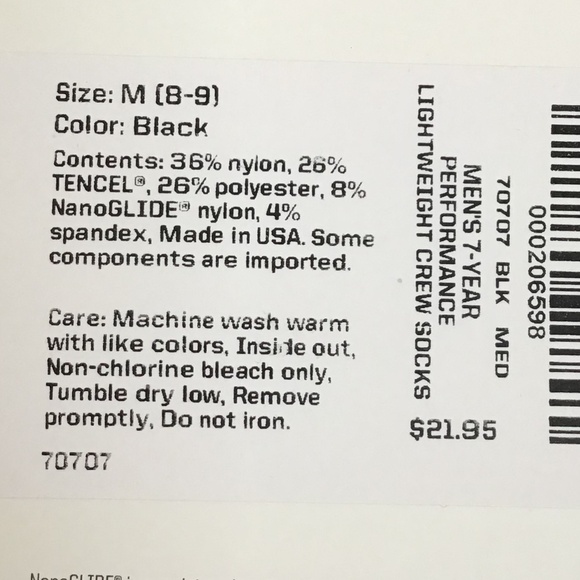 Size: M (8-9)
Color: Black
Contents: 36% nylon, 26%
TENCEL®, 26% polyester, 8%
NanoGLIDE® nylon, 4%
spandex, Made in USA. Some
components are imported.
Care: Machine wash warm
with like colors, Inside out,
Non-chlorine bleach only,
Tumble dry low, Remove
promptly, Do not iron.
70707
000206598
70707 BLK MED
MEN'S 7-YEAR
PERFORMANCE
LIGHTWEIGHT CREW SOCKS
$21.95
NanoGLIDE®